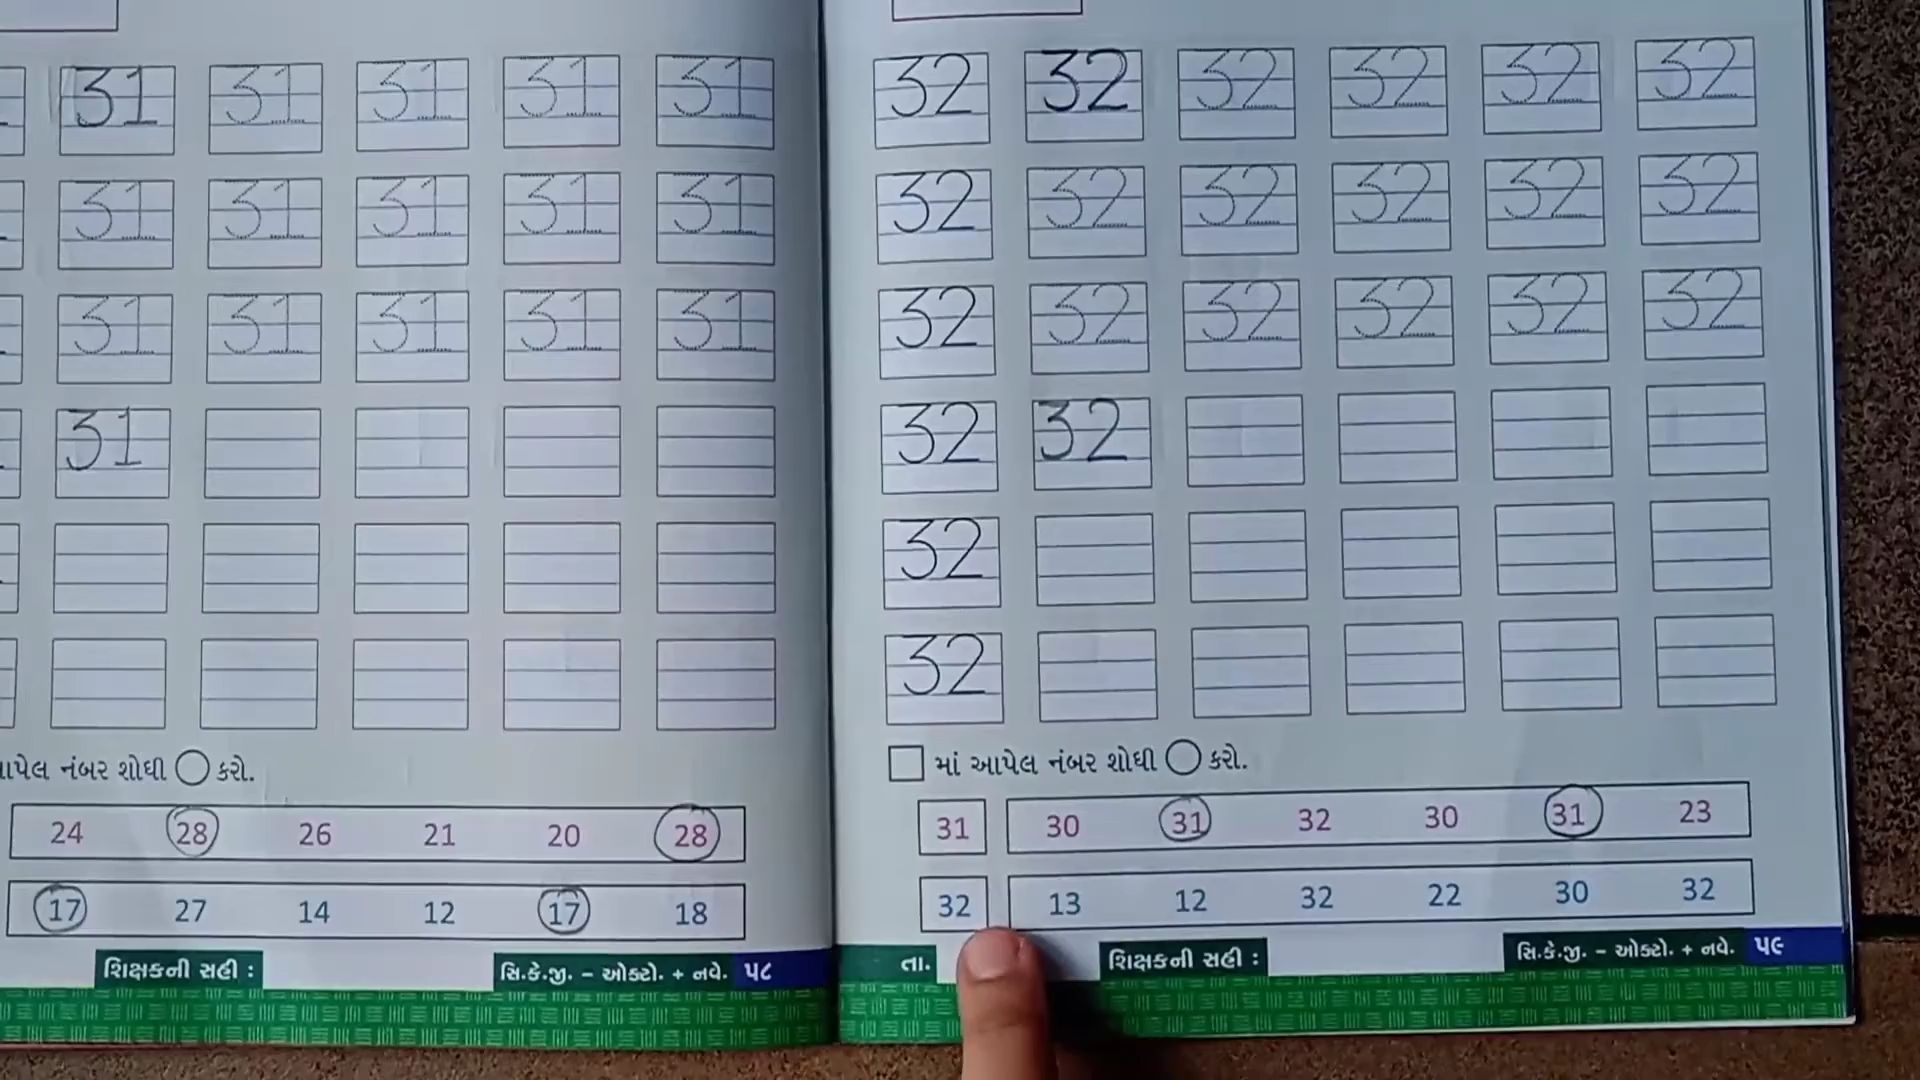 31 31 31 31 31
31 31 31 31 31
31 31 31 31 31
31
નંબર શોધી કરો.
24 28 26 21 20 28
17 27 14 12 17 18
શિક્ષકની સહી :
સિ.કે.જી. - ઓક્ટો. + નવે. ૫૮
32 32 32 32 32 32
32 32 32 32 32 32
32 32 32 32 32 32
32 32
32
32
માં આપેલ નંબર શોધી કરો.
31 30 31 32 30 31 23
32 13 12 32 22 30 32
તા. શિક્ષકની સહી :
સિ.કે.જી. - ઓક્ટો. + નવે. ૫૯